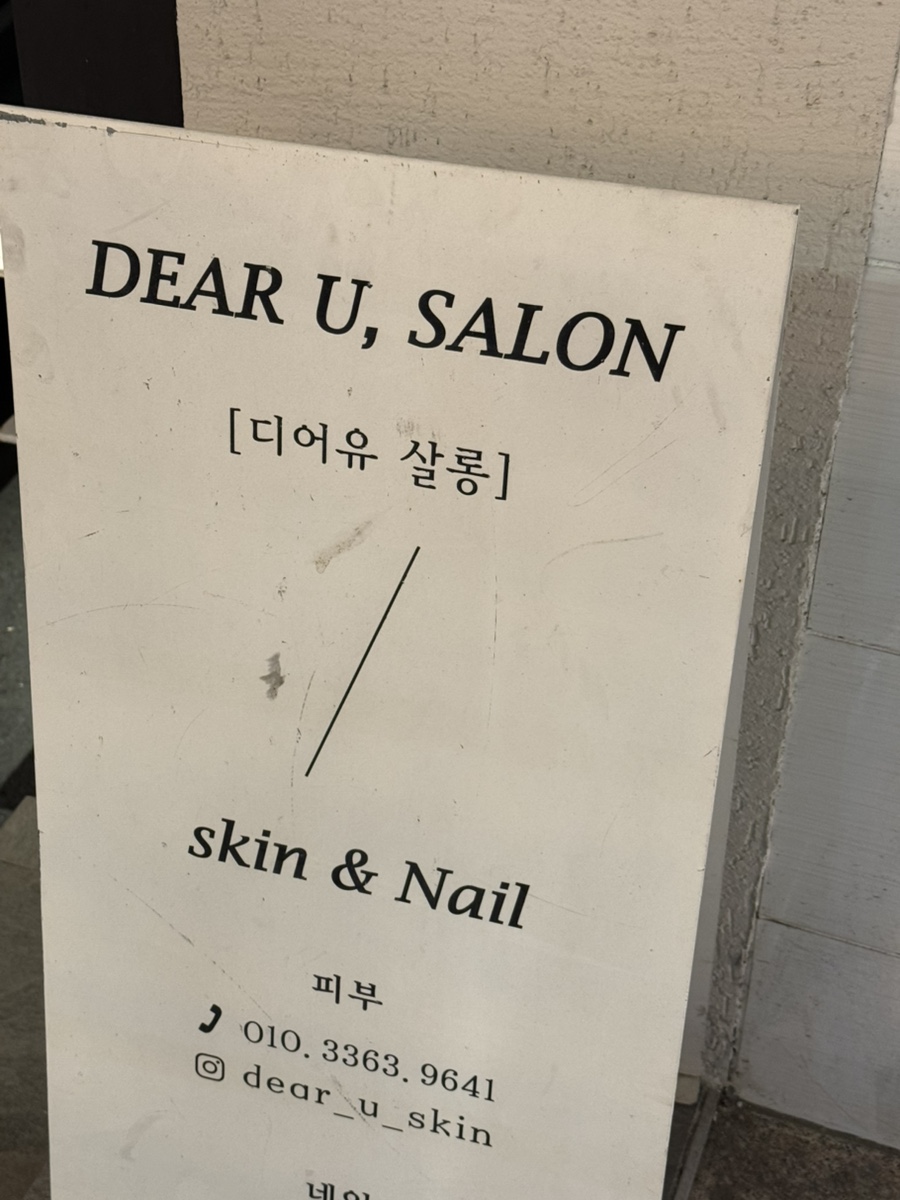 DEAR U, SALON
[디어유 살롱]
skin & Nail
피부
010. 3363. 9641
dear_u_skin